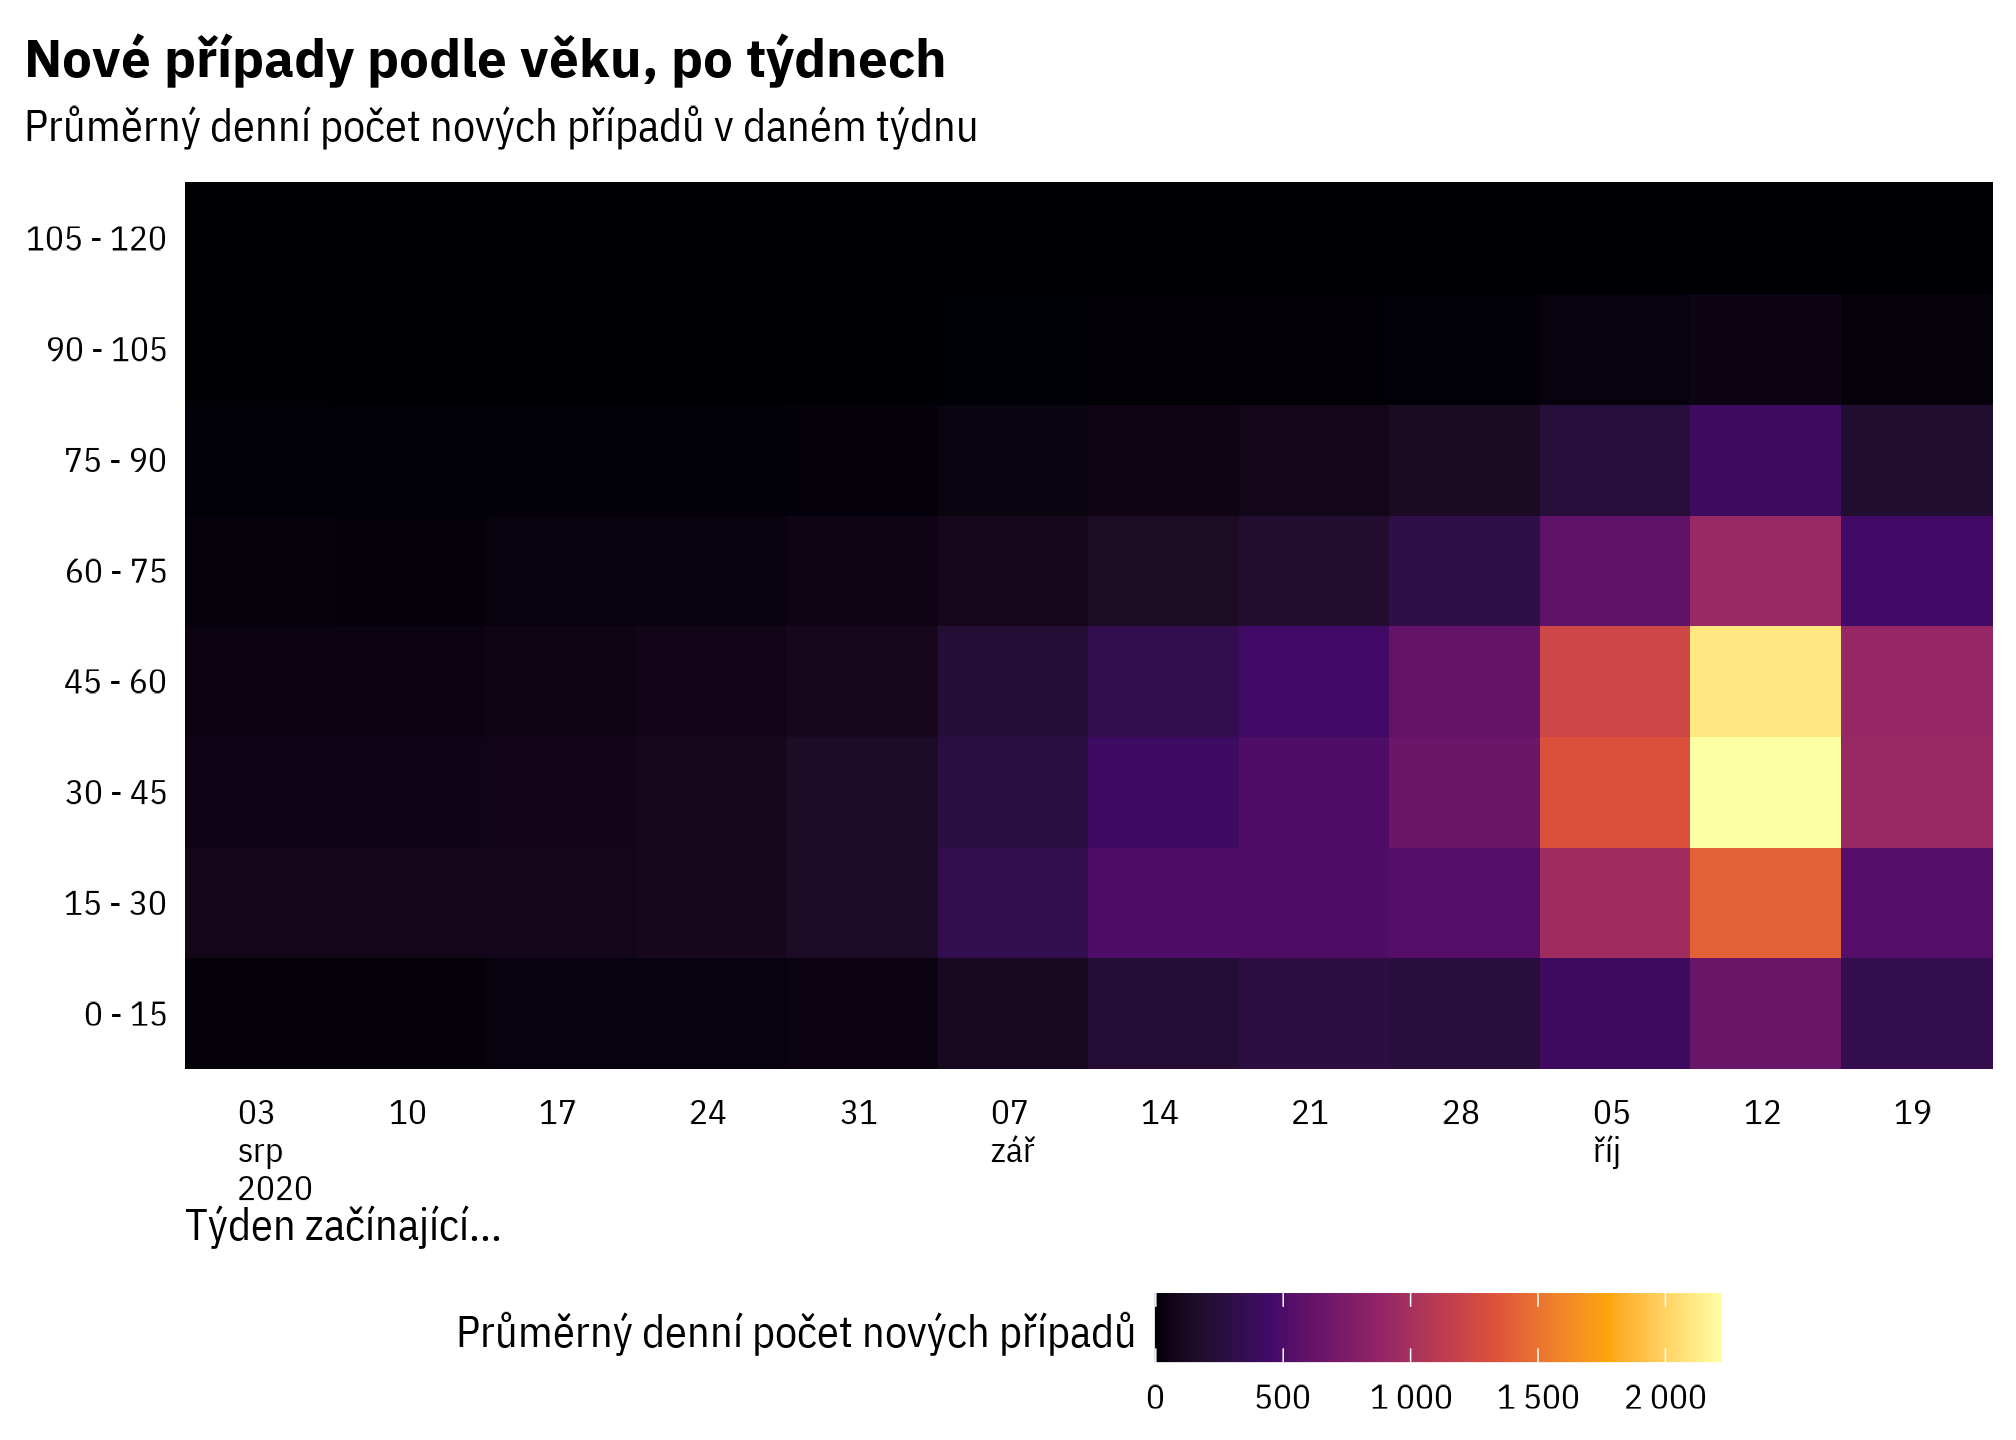 Nové případy podle věku, po týdnech
Průměrný denní počet nových případů v daném týdnu
105 - 120
90 - 105
75 - 90
60 - 75
45 - 60
30 - 45
15 - 30
0 - 15
03 10 17 24 31 07 14 21 28 05 12 19
srp zář říj
2020
Týden začínající...
Průměrný denní počet nových případů
0 500 1 000 1 500 2 000